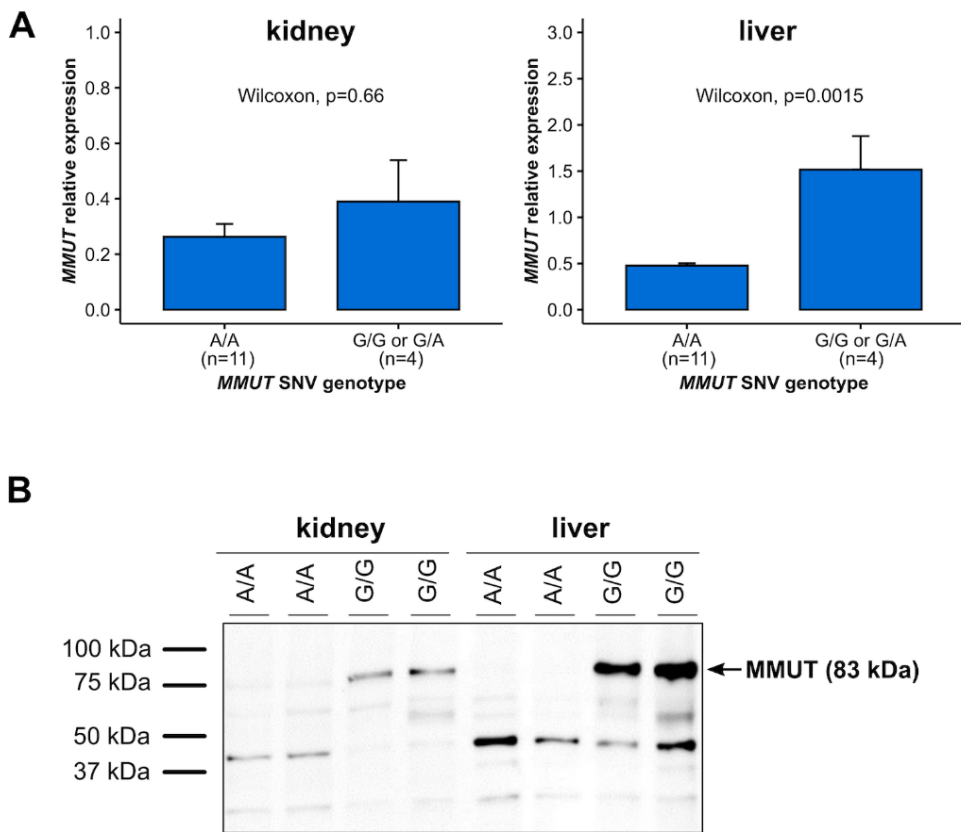 A
kidney
Wilcoxon, p=0.66
MMUT relative expression
1.0
0.8
0.6
0.4
0.2
0.0
A/A
(n=11)
G/G or G/A
(n=4)
MMUT SNV genotype
liver
Wilcoxon, p=0.0015
MMUT relative expression
3.0
2.5
2.0
1.5
1.0
0.5
0.0
A/A
(n=11)
G/G or G/A
(n=4)
MMUT SNV genotype
B
kidney
liver
A/A
A/A
G/G
G/G
A/A
A/A
G/G
G/G
100 kDa
75 kDa
50 kDa
37 kDa
MMUT (83 kDa)